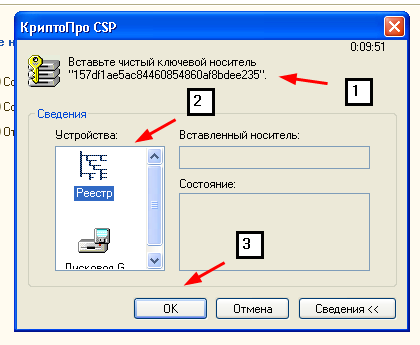 КриптоПро CSP
0:09:51
Вставьте чистый ключевой носитель
"157df1ae5ac84460854860af8bdee235".
1
2
Сведения
Устройства:
Вставленный носитель:
Реестр
Состояние:
Дисковод G
3
OK
Отмена
Сведения <<